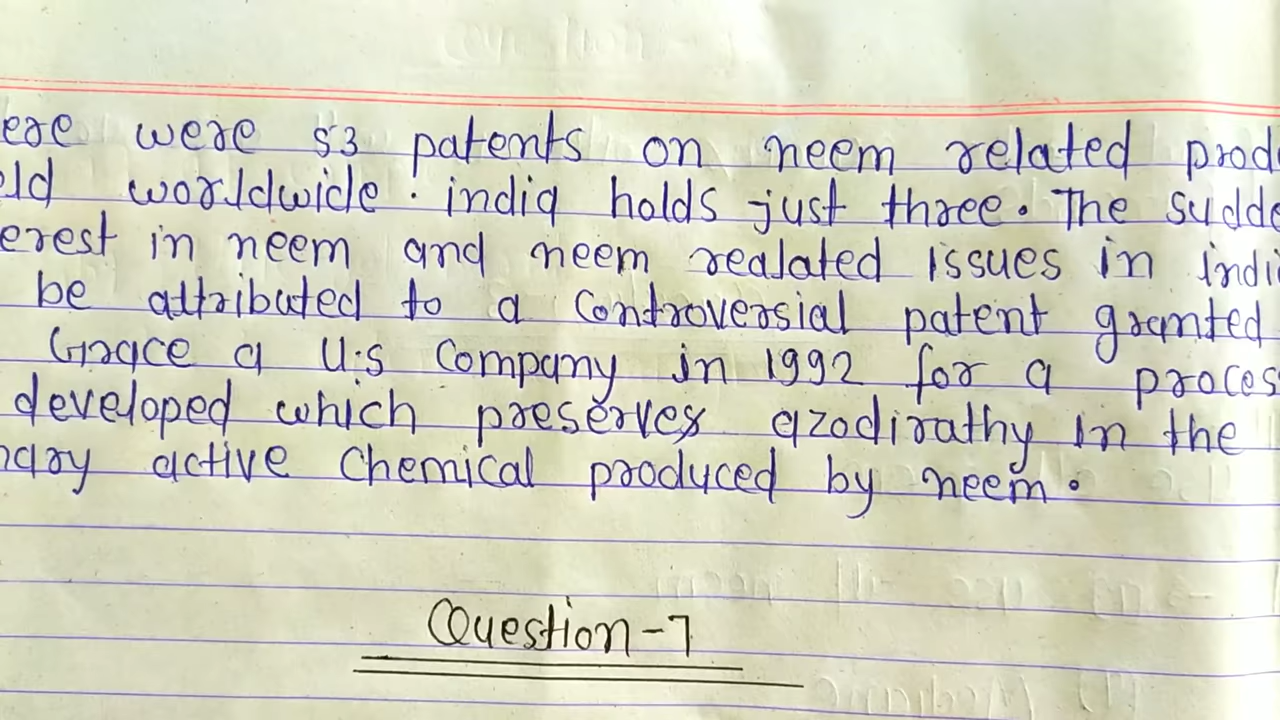 ere were 53 patents on neem related prod
eld worldwide. india holds just three. The sudde
erest in neem and neem realated issues in indi
be attributed to a controversial patent granted
Grace a U.S Company in 1992 for a proces
developed which preserves azodirathy in the
nary active chemical produced by neem.
Question-7